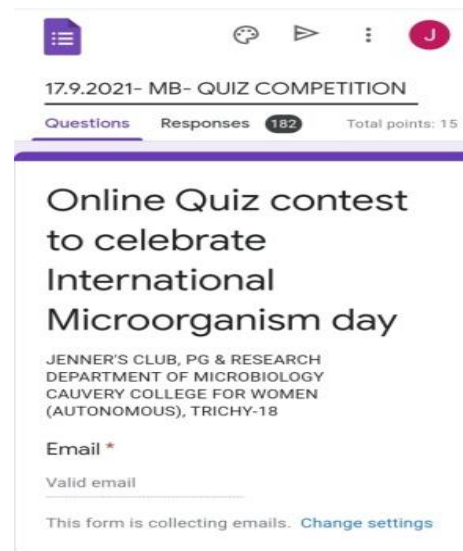 J
17.9.2021- MB- QUIZ COMPETITION
Questions Responses 182 Total points: 15
Online Quiz contest
to celebrate
International
Microorganism day
JENNER'S CLUB, PG & RESEARCH
DEPARTMENT OF MICROBIOLOGY
CAUVERY COLLEGE FOR WOMEN
(AUTONOMOUS), TRICHY-18
Email *
Valid email
This form is collecting emails. Change settings